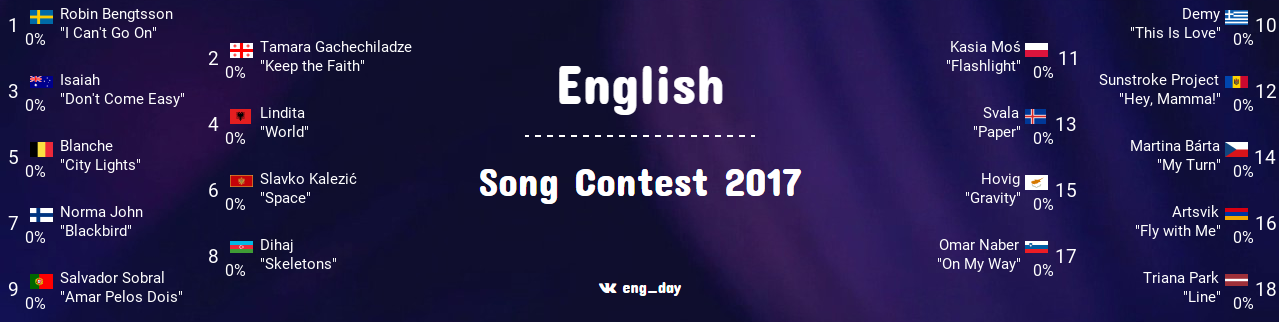 1
Robin Bengtsson
"I Can't Go On"
0%
2
Tamara Gachechiladze
"Keep the Faith"
0%
3
Isaiah
"Don't Come Easy"
0%
4
Lindita
"World"
0%
5
Blanche
"City Lights"
0%
6
Slavko Kalezić
"Space"
0%
7
Norma John
"Blackbird"
0%
8
Dihaj
"Skeletons"
0%
9
Salvador Sobral
"Amar Pelos Dois"
0%
English
Song Contest 2017
eng_day
Demy
"This Is Love"
0%
10
Kasia Moś
"Flashlight"
0%
11
Sunstroke Project
"Hey, Mamma!"
0%
12
Svala
"Paper"
0%
13
Martina Bárta
"My Turn"
0%
14
Hovig
"Gravity"
0%
15
Artsvik
"Fly with Me"
0%
16
Omar Naber
"On My Way"
0%
17
Triana Park
"Line"
0%
18